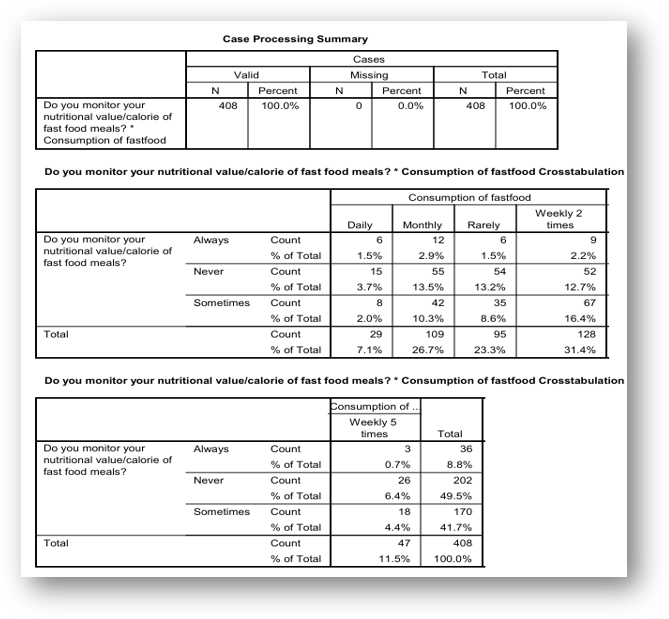 Case Processing Summary
Cases
Valid Missing Total
N Percent N Percent N Percent
Do you monitor your 408 100.0% 0 0.0% 408 100.0%
nutritional value/calorie of
fast food meals? *
Consumption of fastfood
Do you monitor your nutritional value/calorie of fast food meals? * Consumption of fastfood Crosstabulation
Consumption of fastfood
Daily Monthly Rarely Weekly 2
times
Do you monitor your Always Count 6 12 6 9
nutritional value/calorie of % of Total 1.5% 2.9% 1.5% 2.2%
fast food meals? Never Count 15 55 54 52
% of Total 3.7% 13.5% 13.2% 12.7%
Sometimes Count 8 42 35 67
% of Total 2.0% 10.3% 8.6% 16.4%
Total Count 29 109 95 128
% of Total 7.1% 26.7% 23.3% 31.4%
Do you monitor your nutritional value/calorie of fast food meals? * Consumption of fastfood Crosstabulation
Consumption of ..
Weekly 5
times Total
Do you monitor your Always Count 3 36
nutritional value/calorie of % of Total 0.7% 8.8%
fast food meals? Never Count 26 202
% of Total 6.4% 49.5%
Sometimes Count 18 170
% of Total 4.4% 41.7%
Total Count 47 408
% of Total 11.5% 100.0%